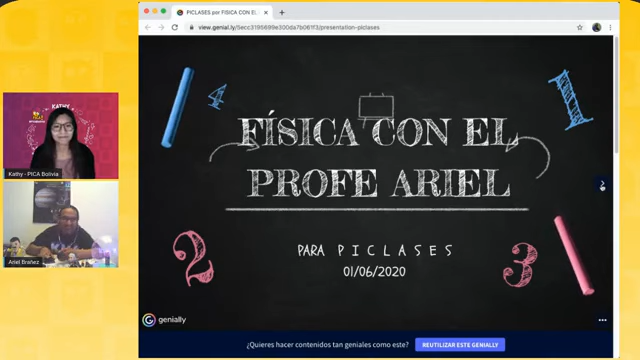 PICLASES por FISICA CON EL
view.genial.ly/5ecc3195699e300da7b061f3/presentation-piclases
KATHY
Kathy - PICA Bolivia
Ariel Brañez
4
1
FÍSICA CON EL
PROFE ARIEL
PARA PICLASES
01/06/2020
2
3
genially
¿Quieres hacer contenidos tan geniales como este?
REUTILIZAR ESTE GENIALLY